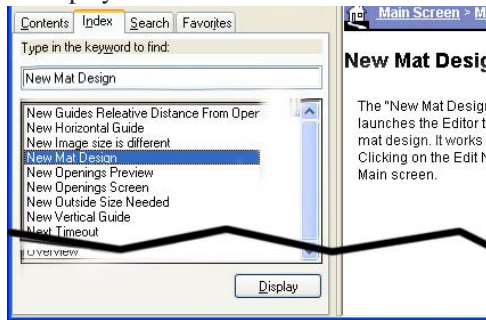 Contents Index Search Favorites
Type in the keyword to find:
New Mat Design
New Guides Releative Distance From Oper
New Horizontal Guide
New Image size is different
New Mat Design
New Openings Preview
New Openings Screen
New Outside Size Needed
New Vertical Guide
Next Timeout
Overview
Display
Main Screen > M
New Mat Desig
The "New Mat Design
launches the Editor t
mat design. It works
Clicking on the Edit N
Main screen.